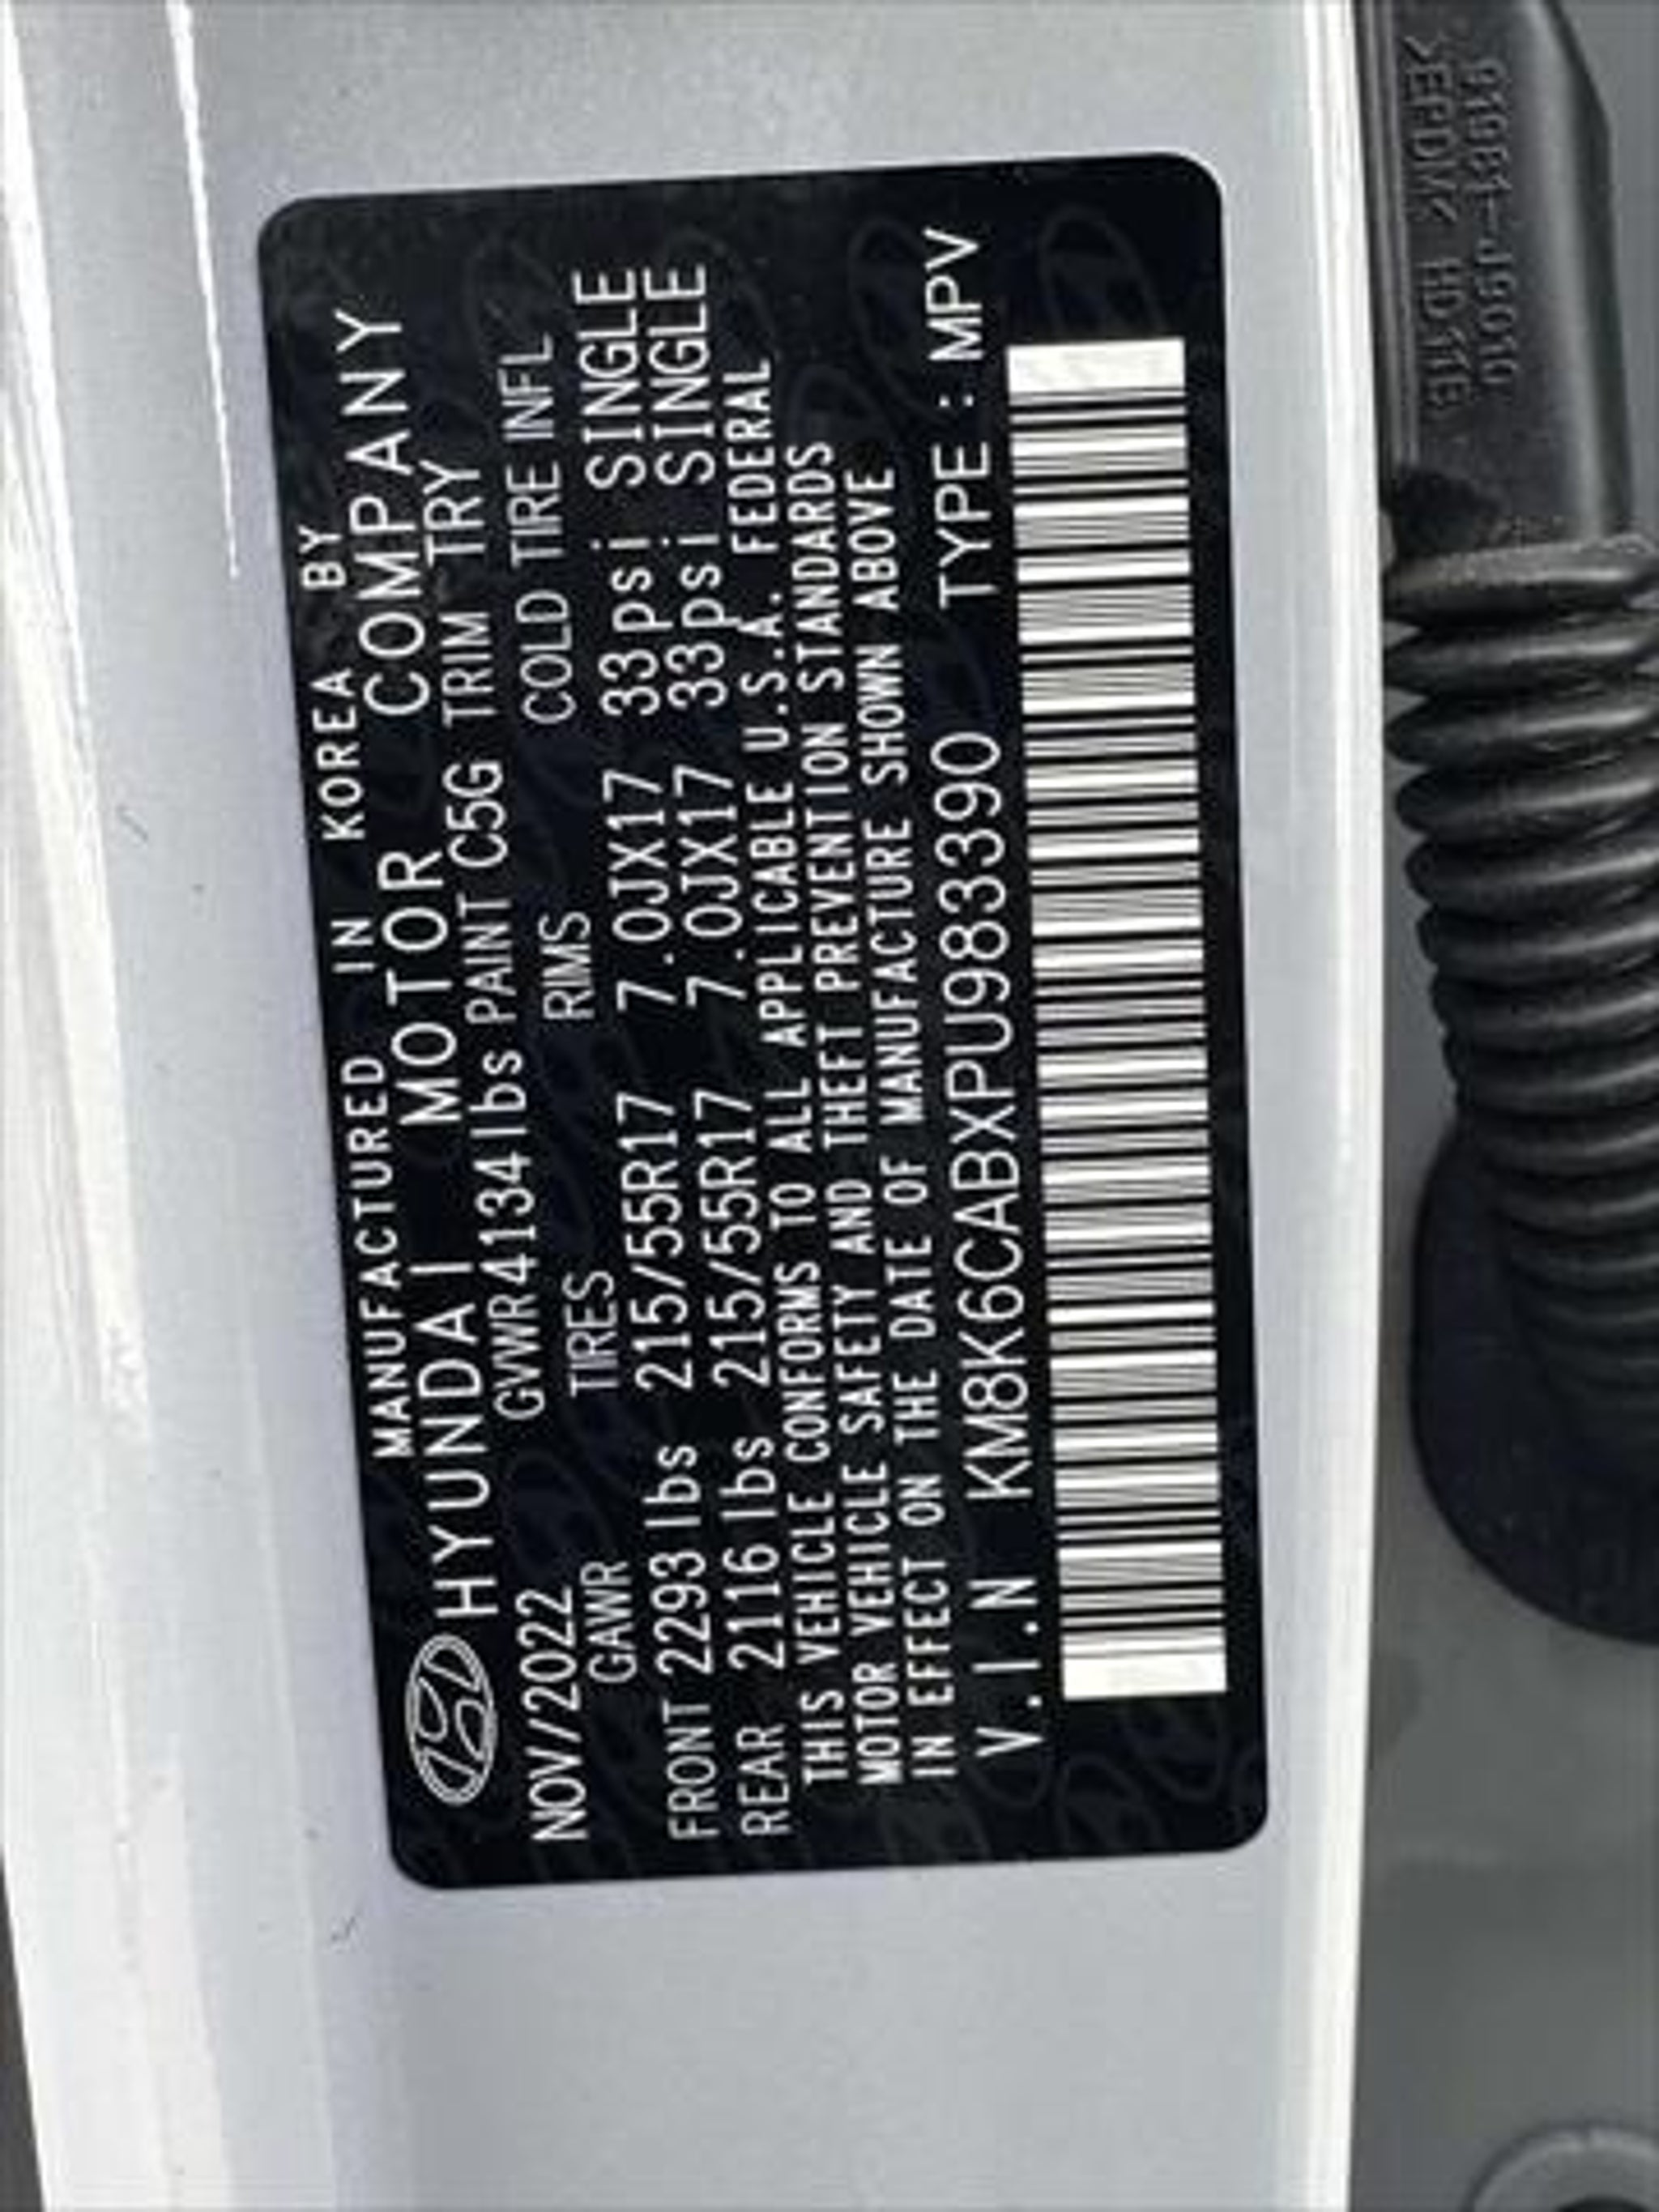 MANUFACTURED IN KOREA BY
HYUNDAI MOTOR COMPANY
NOV/2022 GVWR 4134 lbs PAINT C5G TRIM TRY
GAWR TIRES RIMS COLD TIRE INFL
FRONT 2293 lbs 215/55R17 7.0JX17 33psi SINGLE
REAR 2116 lbs 215/55R17 7.0JX17 33psi SINGLE
THIS VEHICLE CONFORMS TO ALL APPLICABLE U.S.A. FEDERAL
MOTOR VEHICLE SAFETY AND THEFT PREVENTION STANDARDS
IN EFFECT ON THE DATE OF MANUFACTURE SHOWN ABOVE
V.I.N KM8K6CABXPU983390 TYPE : MPV
91981-J9010
>EPDM<